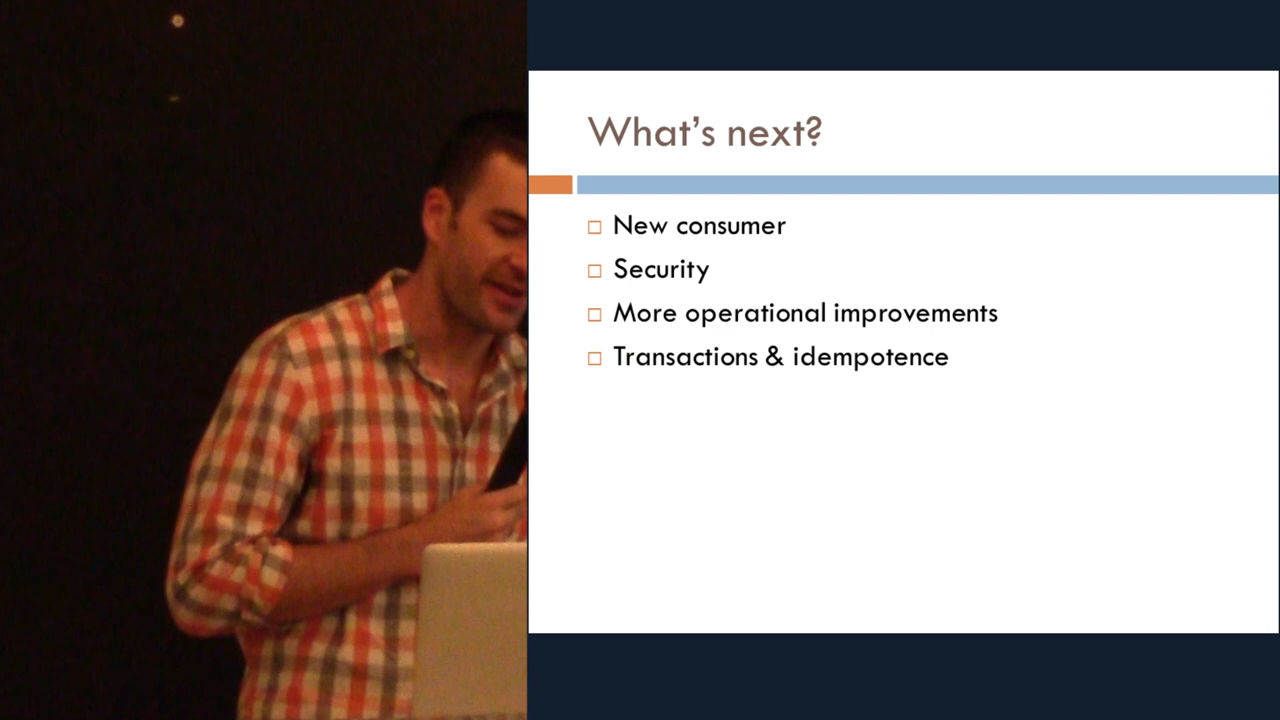 What's next?
New consumer
Security
More operational improvements
Transactions & idempotence